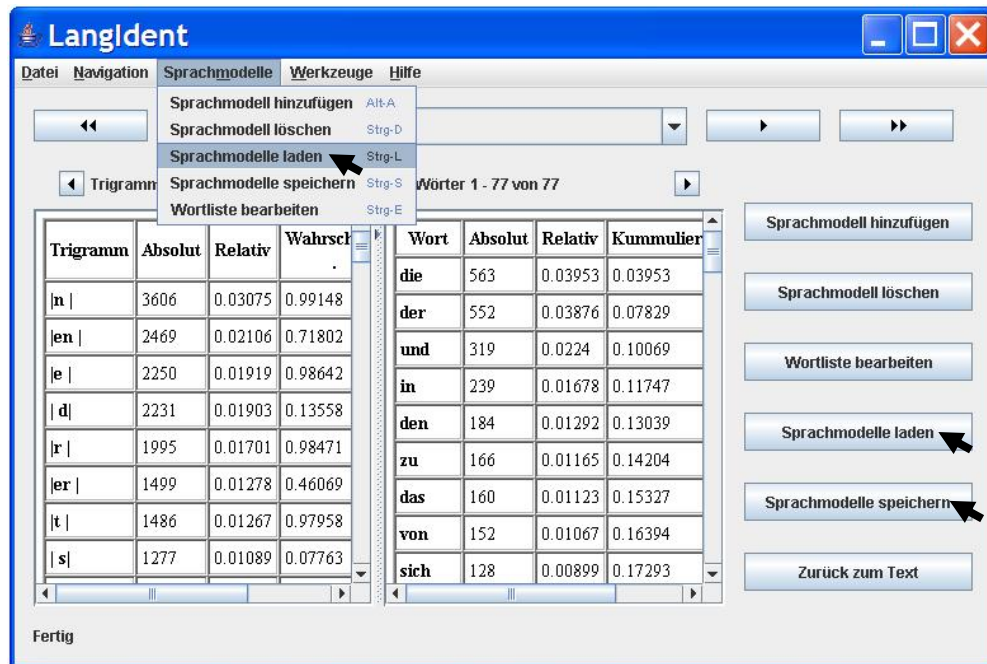 LangIdent
Datei Navigation Sprachmodelle Werkzeuge Hilfe
Sprachmodell hinzufügen Alt-A
Sprachmodell löschen Strg-D
Sprachmodelle laden Strg-L
Sprachmodelle speichern Strg-S
Wortliste bearbeiten Strg-E
Trigramm
Wörter 1 - 77 von 77
Trigramm Absolut Relativ Wahrsch
.
|n | 3606 0.03075 0.99148
|en | 2469 0.02106 0.71802
|e | 2250 0.01919 0.98642
| d| 2231 0.01903 0.13558
|r | 1995 0.01701 0.98471
|er | 1499 0.01278 0.46069
|t | 1486 0.01267 0.97958
| s| 1277 0.01089 0.07763
Wort Absolut Relativ Kummulier
die 563 0.03953 0.03953
der 552 0.03876 0.07829
und 319 0.0224 0.10069
in 239 0.01678 0.11747
den 184 0.01292 0.13039
zu 166 0.01165 0.14204
das 160 0.01123 0.15327
von 152 0.01067 0.16394
sich 128 0.00899 0.17293
Sprachmodell hinzufügen
Sprachmodell löschen
Wortliste bearbeiten
Sprachmodelle laden
Sprachmodelle speichern
Zurück zum Text
Fertig